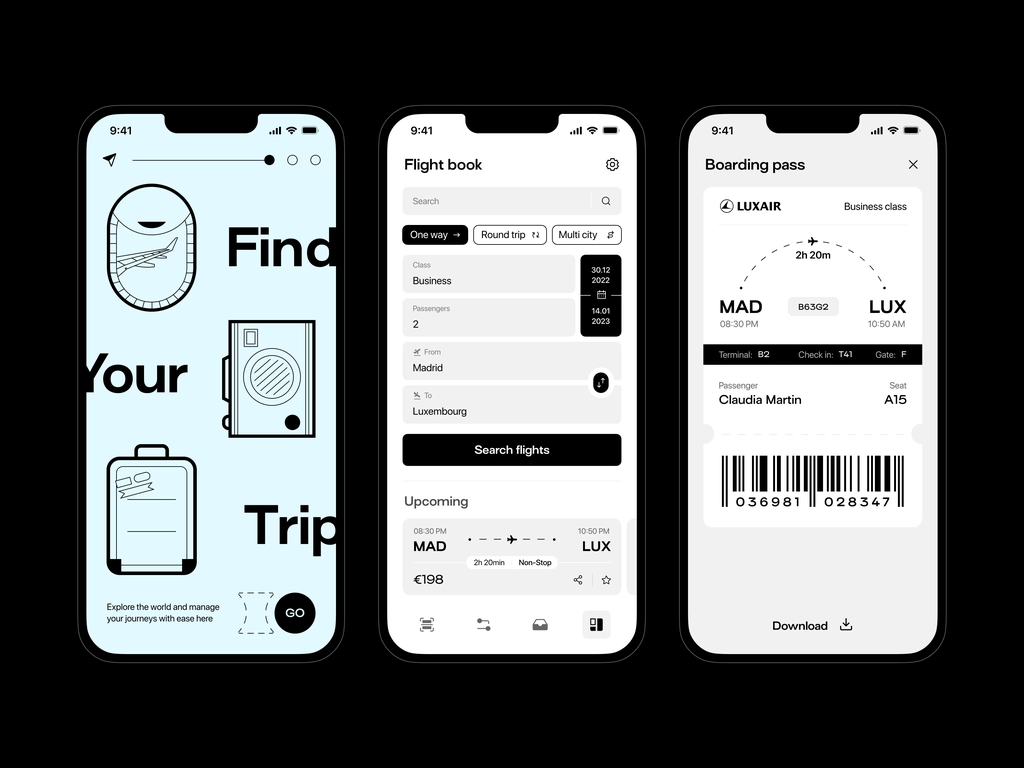 9:41
Find
Your
Trip
Explore the world and manage
your journeys with ease here
GO
9:41
Flight book
Search
One way
Round trip
Multi city
Class
Business
30.12
2022
Passengers
2
14.01
2023
From
Madrid
To
Luxembourg
Search flights
Upcoming
08:30 PM
10:50 PM
MAD
LUX
2h 20min
Non-Stop
€198
9:41
Boarding pass
LUXAIR
Business class
2h 20m
MAD
B63G2
LUX
08:30 PM
10:50 AM
Terminal: B2
Check in: T41
Gate: F
Passenger
Seat
Claudia Martin
A15
036981 028347
Download